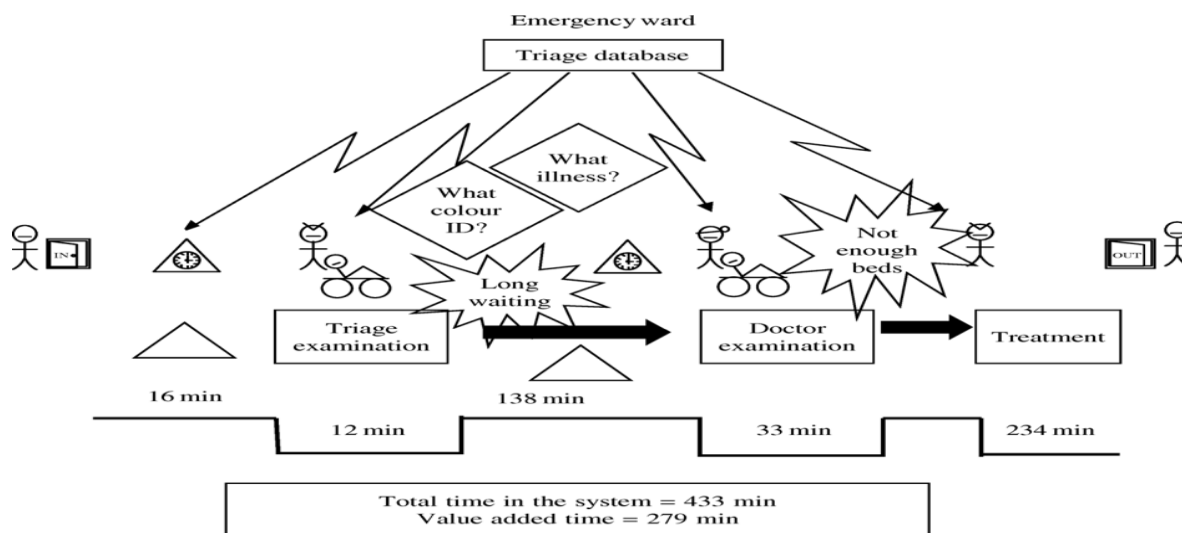 Emergency ward
Triage database
What
illness?
What
colour
ID?
Not
enough
beds
IN
OUT
Long
waiting
Triage
examination
Doctor
examination
Treatment
16 min
138 min
12 min
33 min
234 min
Total time in the system = 433 min
Value added time = 279 min